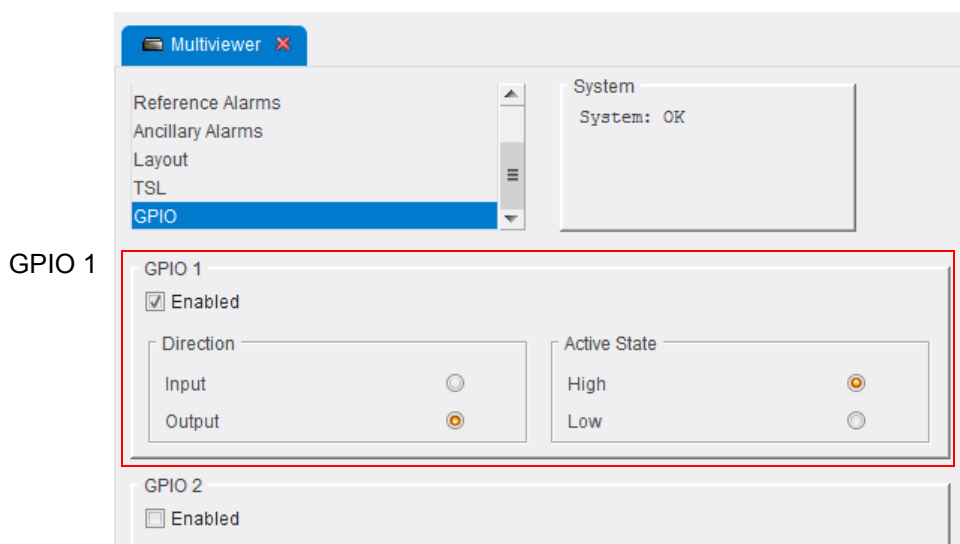 Multiviewer
Reference Alarms
Ancillary Alarms
Layout
TSL
GPIO
System
System: OK
GPIO 1
GPIO 1
Enabled
Direction
Input
Output
Active State
High
Low
GPIO 2
Enabled